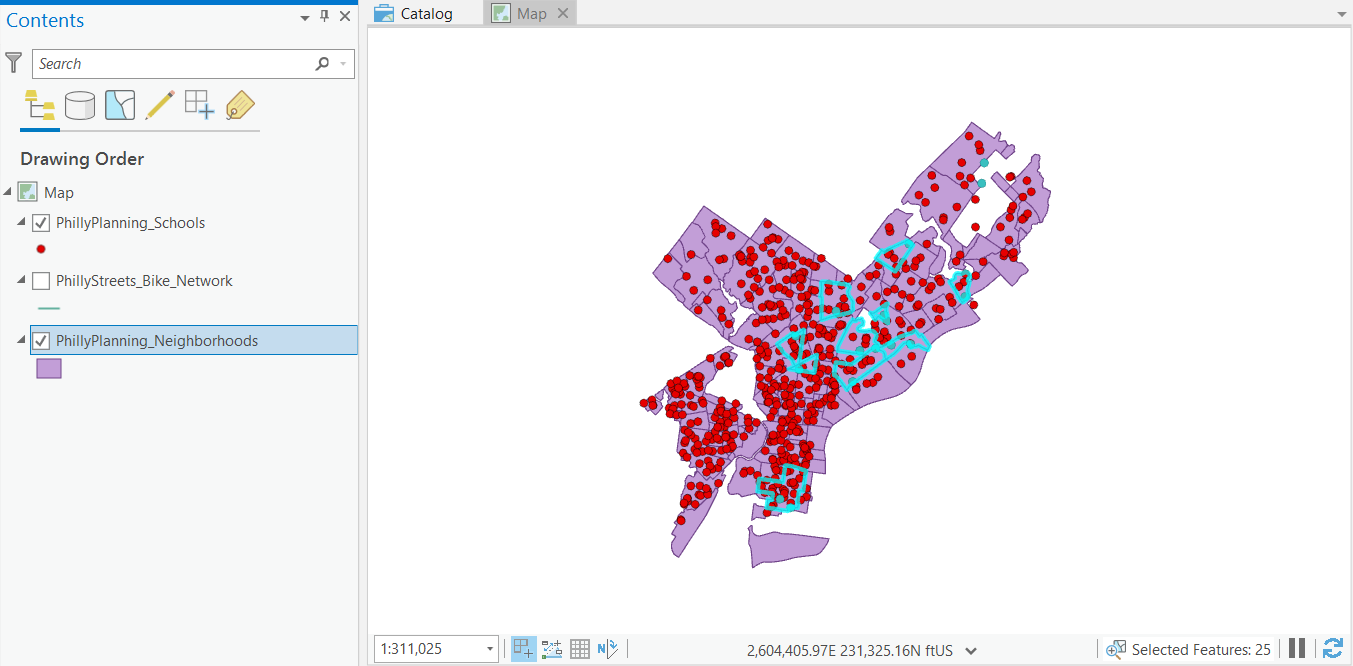 Contents
Search
Drawing Order
Map
PhillyPlanning_Schools
PhillyStreets_Bike_Network
PhillyPlanning_Neighborhoods
Catalog
Map
1:311,025
N
2,604,405.97E 231,325.16N ftUS
Selected Features: 25